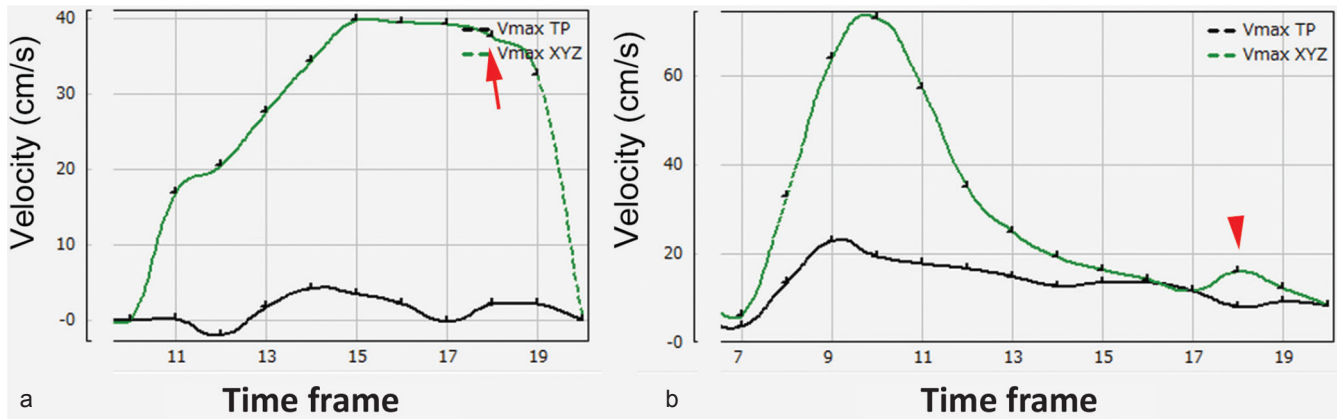 Velocity (cm/s)
40
30
20
10
-0
Vmax TP
Vmax XYZ
11 13 15 17 19
a Time frame
Velocity (cm/s)
60
40
20
-0
Vmax TP
Vmax XYZ
7 9 11 13 15 17 19
b Time frame